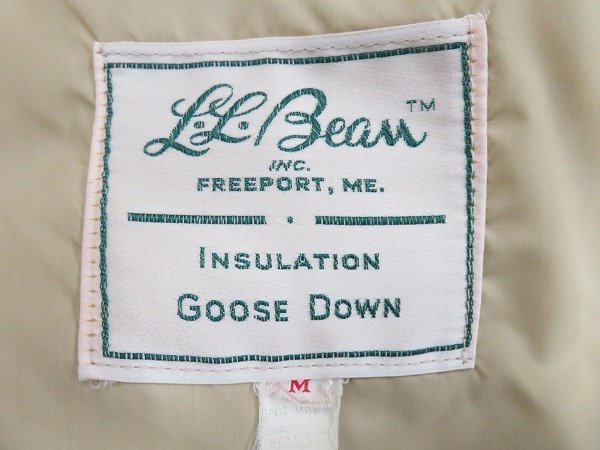 L.L.Bean™
INC.
FREEPORT, ME.
INSULATION
GOOSE DOWN
M